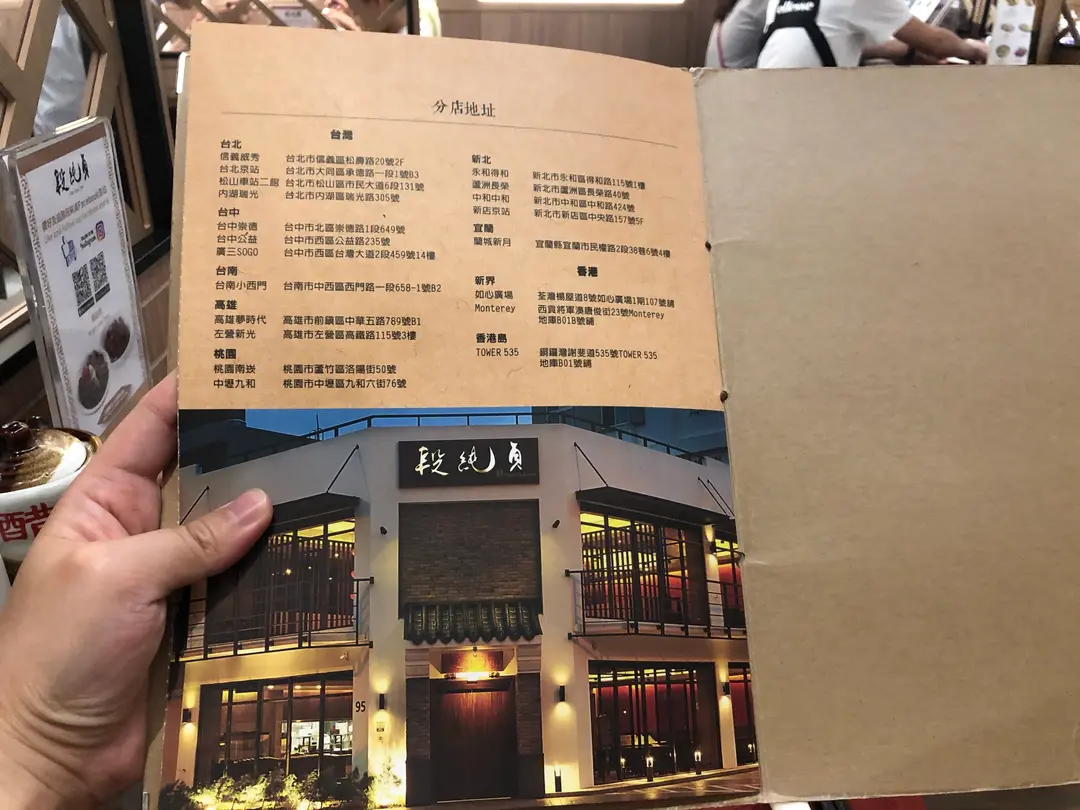 分店地址
台灣
台北
信義威秀 台北市信義區松壽路20號2F
台北京站 台北市大同區承德路一段1號B3
松山車站二館 台北市松山區市民大道6段131號
內湖瑞光 台北市內湖區瑞光路305號
台中
台中崇德 台中市北區崇德路1段649號
台中公益 台中市西區公益路235號
廣三SOGO 台中市西區台灣大道2段459號14樓
台南
台南小西門 台南市中西區西門路一段658-1號B2
高雄
高雄夢時代 高雄市前鎮區中華五路789號B1
左營新光 高雄市左營區高鐵路115號3樓
桃園
桃園南崁 桃園市蘆竹區洛陽街50號
中壢九和 桃園市中壢區九和六街76號
新北
永和得和 新北市永和區得和路115號1樓
蘆洲長榮 新北市蘆洲區長榮路40號
中和中和 新北市中和區中和路424號
新店京站 新北市新店區中央路157號5F
宜蘭
蘭城新月 宜蘭縣宜蘭市民權路2段38巷6號4樓
香港
新界
如心廣場 荃灣楊屋道8號如心廣場1期107號舖
Monterey 西貢將軍澳唐俊街23號Monterey
地庫B01B號舖
香港島
TOWER 535 銅鑼灣謝斐道535號TOWER 535
地庫B01號舖
段純貞
95
段純貞
醋